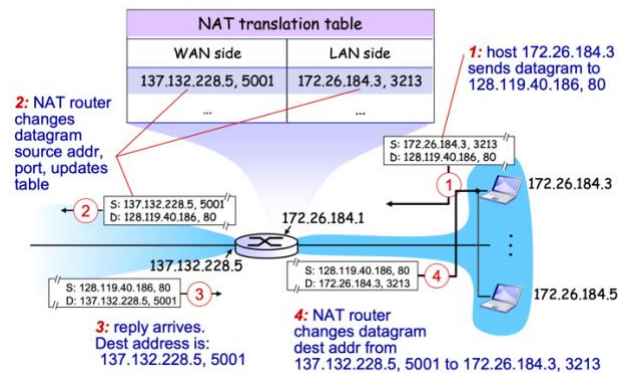 NAT translation table
WAN side
LAN side
137.132.228.5, 5001
172.26.184.3, 3213
...
...
1: host 172.26.184.3
sends datagram to
128.119.40.186, 80
2: NAT router
changes
datagram
source addr,
port, updates
table
S: 172.26.184.3, 3213
D: 128.119.40.186, 80
1
172.26.184.3
S: 137.132.228.5, 5001
D: 128.119.40.186, 80
2
172.26.184.1
137.132.228.5
S: 128.119.40.186, 80
D: 172.26.184.3, 3213
4
S: 128.119.40.186, 80
D: 137.132.228.5, 5001
3
172.26.184.5
3: reply arrives.
Dest address is:
137.132.228.5, 5001
4: NAT router
changes datagram
dest addr from
137.132.228.5, 5001 to 172.26.184.3, 3213